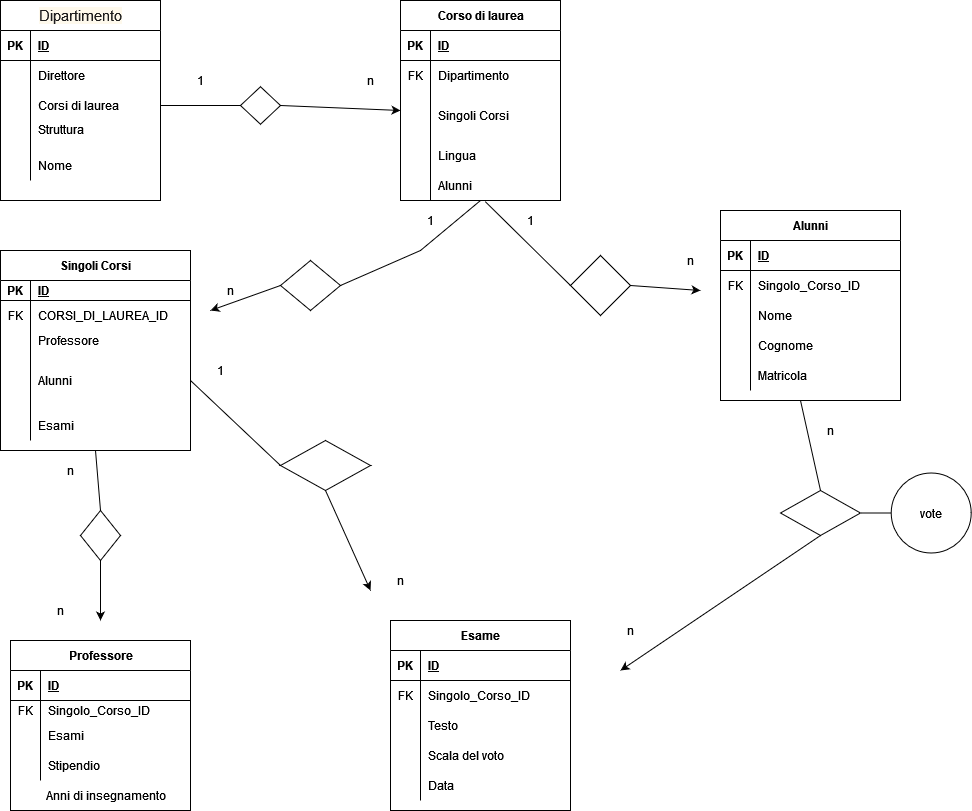 Dipartimento
PK ID
Direttore
Corsi di laurea
Struttura
Nome
1
n
Corso di laurea
PK ID
FK Dipartimento
Singoli Corsi
Lingua
Alunni
1
1
n
n
Singoli Corsi
PK ID
FK CORSI_DI_LAUREA_ID
Professore
Alunni
Esami
Alunni
PK ID
FK Singolo_Corso_ID
Nome
Cognome
Matricola
1
n
n
vote
n
n
n
Professore
PK ID
FK Singolo_Corso_ID
Esami
Stipendio
Anni di insegnamento
Esame
PK ID
FK Singolo_Corso_ID
Testo
Scala del voto
Data